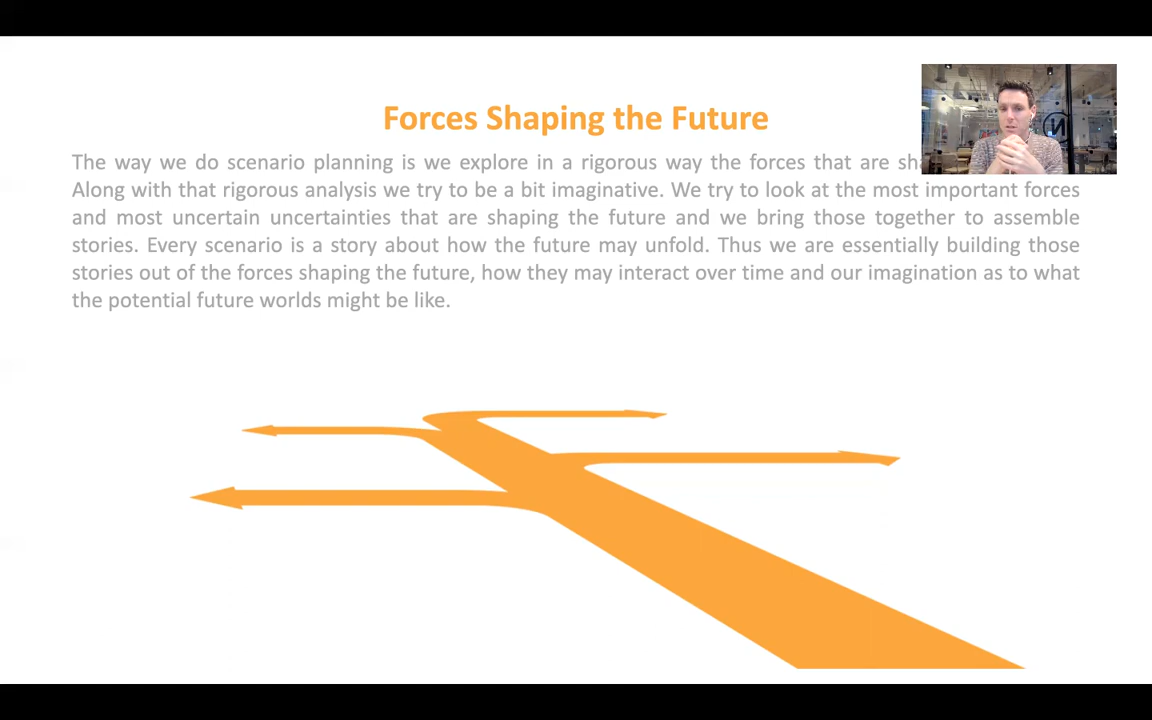 Forces Shaping the Future
The way we do scenario planning is we explore in a rigorous way the forces that are
Along with that rigorous analysis we try to be a bit imaginative. We try to look at the most important forces
and most uncertain uncertainties that are shaping the future and we bring those together to assemble
stories. Every scenario is a story about how the future may unfold. Thus we are essentially building those
stories out of the forces shaping the future, how they may interact over time and our imagination as to what
the potential future worlds might be like.